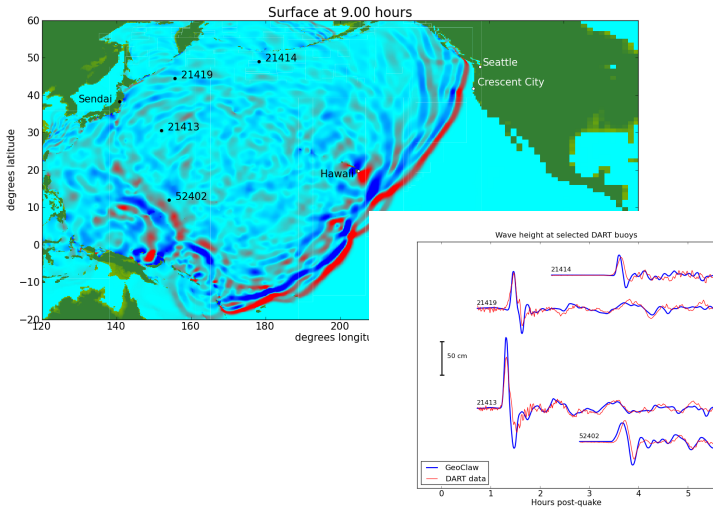 Surface at 9.00 hours
60
50
40
30
20
10
0
−10
−20
degrees latitude
21414
Seattle
21419
Crescent City
Sendai
21413
Hawaii
52402
120
140
160
180
200
Wave height at selected DART buoys
21414
21419
50 cm
21413
52402
GeoClaw
DART data
0
1
2
3
4
5
Hours post-quake